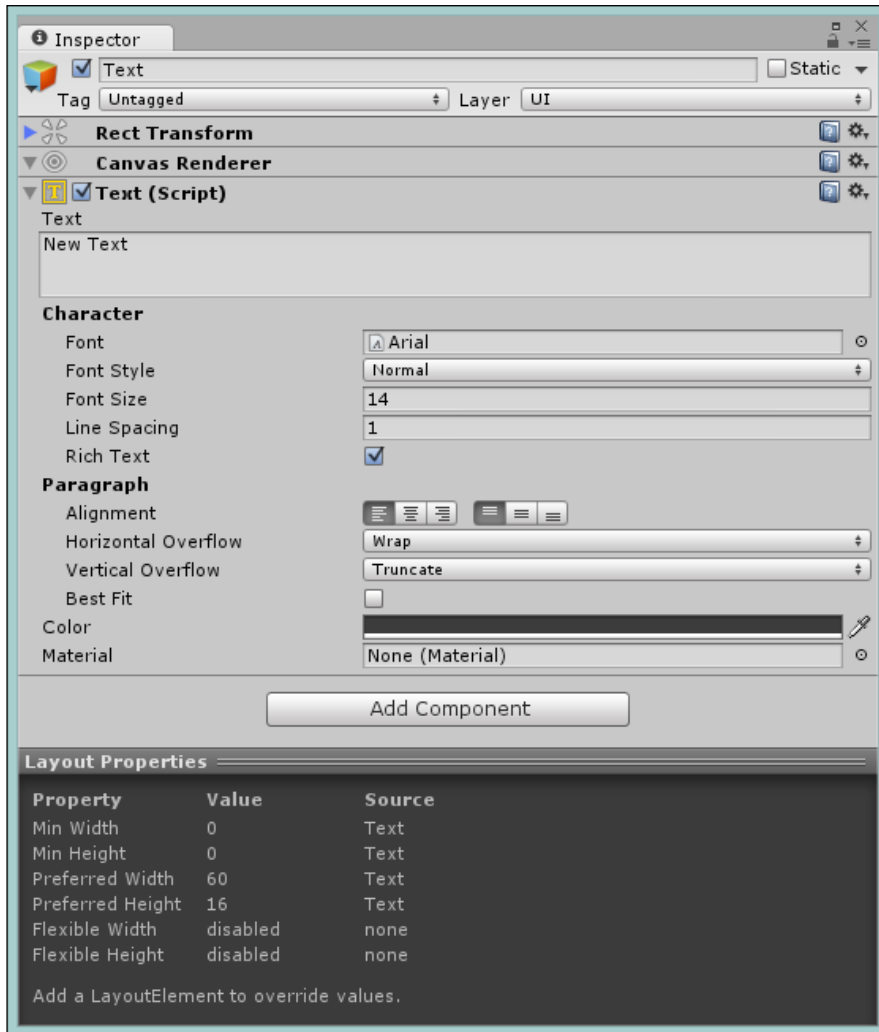 Inspector
Text Static
Tag Untagged Layer UI
Rect Transform
Canvas Renderer
Text (Script)
Text
New Text
Character
Font Arial
Font Style Normal
Font Size 14
Line Spacing 1
Rich Text
Paragraph
Alignment
Horizontal Overflow Wrap
Vertical Overflow Truncate
Best Fit
Color
Material None (Material)
Add Component
Layout Properties
Property Value Source
Min Width 0 Text
Min Height 0 Text
Preferred Width 60 Text
Preferred Height 16 Text
Flexible Width disabled none
Flexible Height disabled none
Add a LayoutElement to override values.